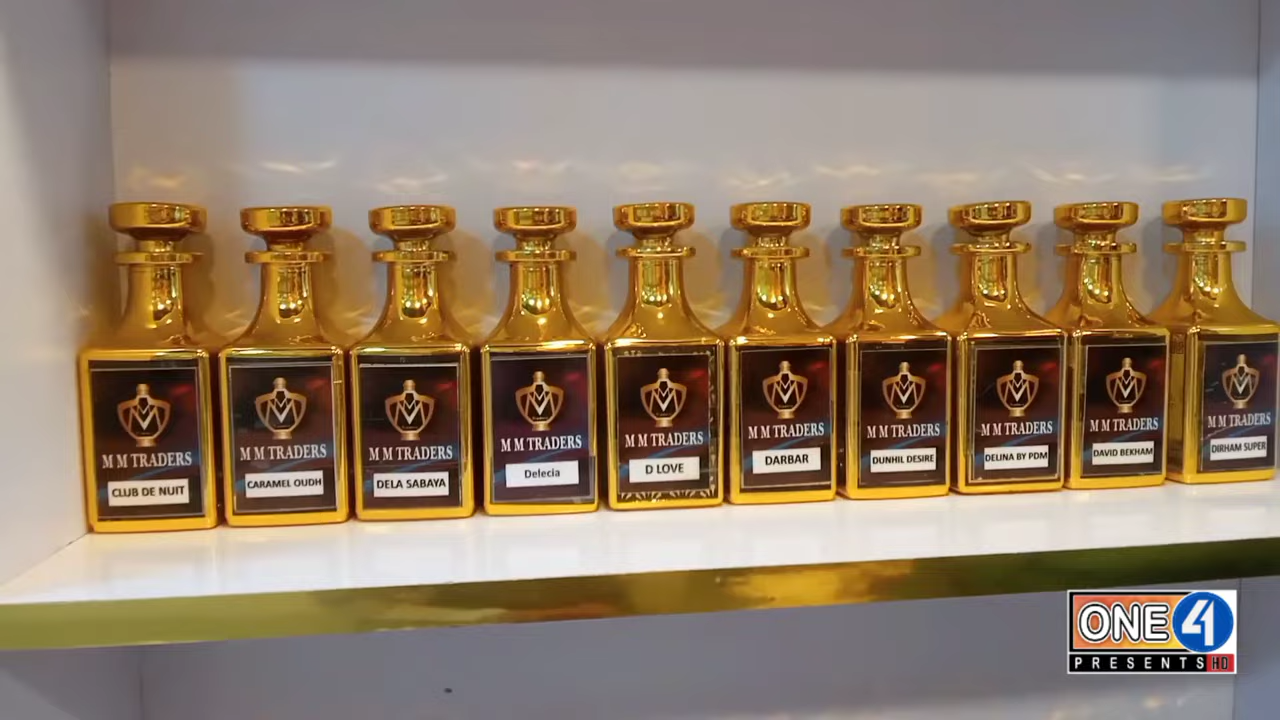 M M TRADERS
CLUB DE NUIT
M M TRADERS
CARAMEL OUDH
M M TRADERS
DELA SABAYA
M M TRADERS
Delecia
M M TRADERS
D LOVE
M M TRADERS
DARBAR
M M TRADERS
DUNHIL DESIRE
M M TRADERS
DELINA BY PDM
M M TRADERS
DAVID BEKHAM
M M TRADERS
DIRHAM SUPER
ONE 4
PRESENTS HD